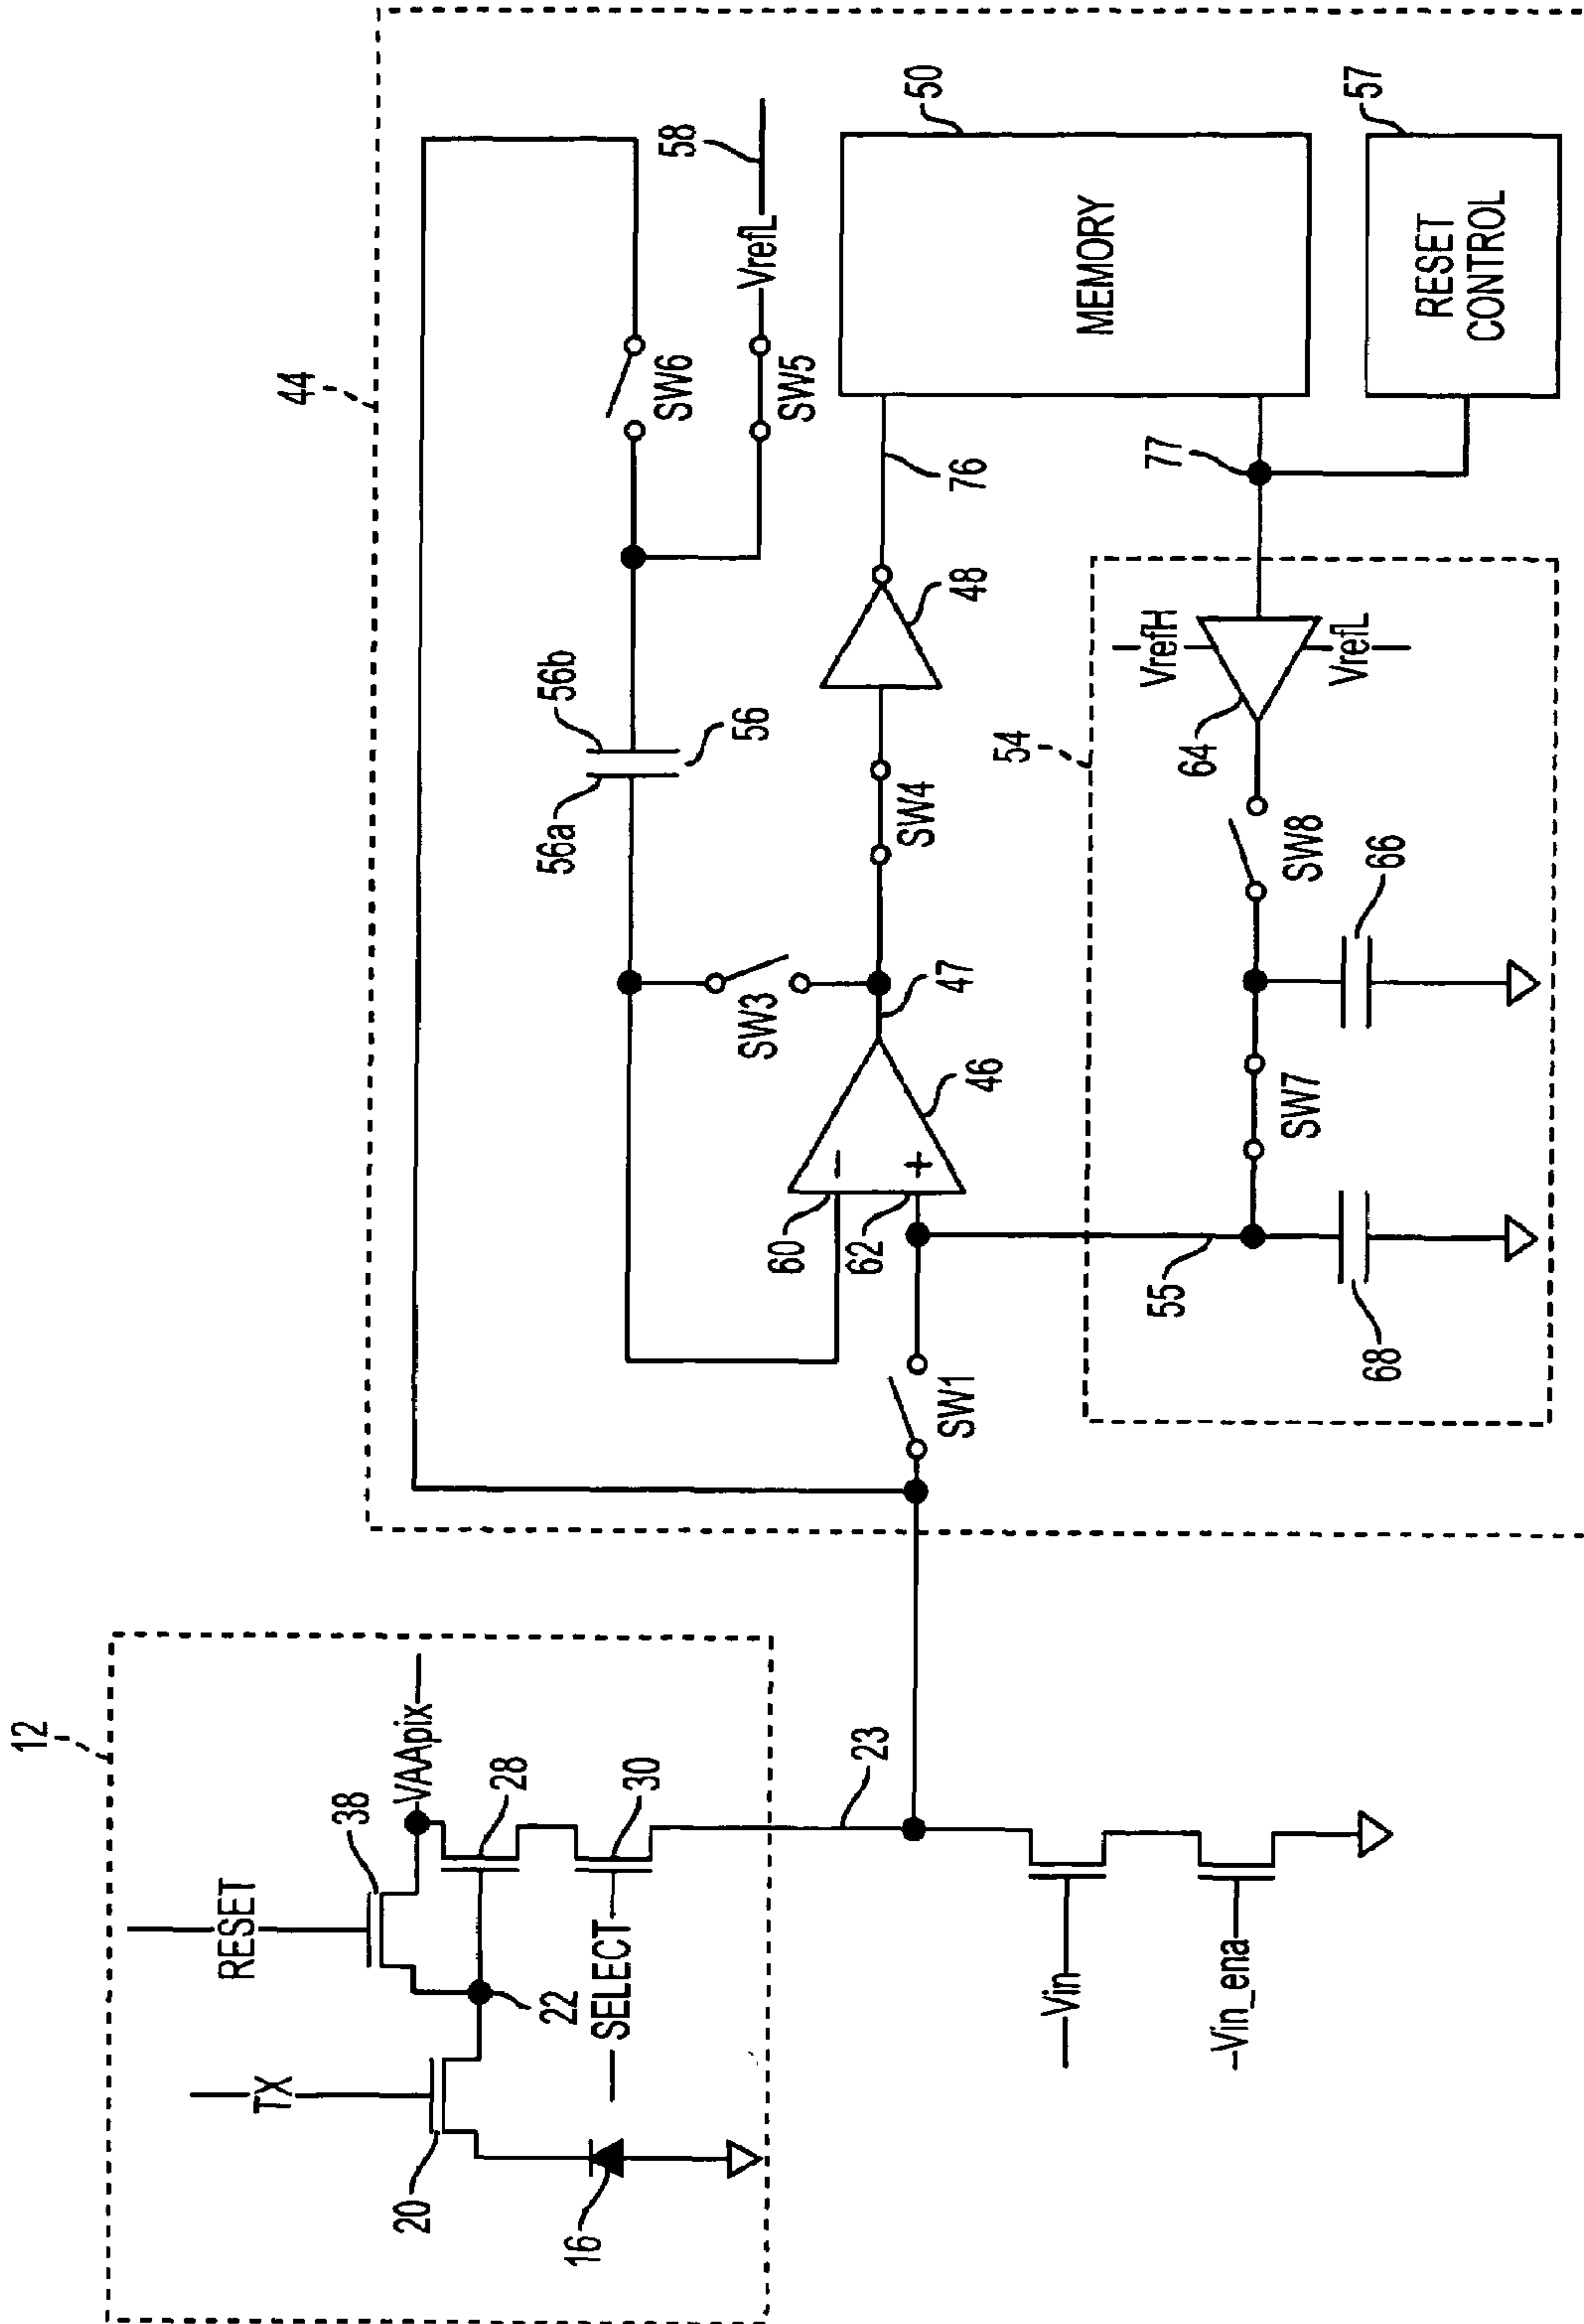 12
TX
20
16
RESET
38
22
VAApix
28
SELECT
30
23
Vin
Vin_ena
44
SW6
58
VrefL
SW5
56a
56b
56
SW3
60
62
46
47
SW4
48
76
50
MEMORY
SW1
55
54
77
57
RESET
CONTROL
VrefH
64
VrefL
SW8
66
SW7
68
−
+